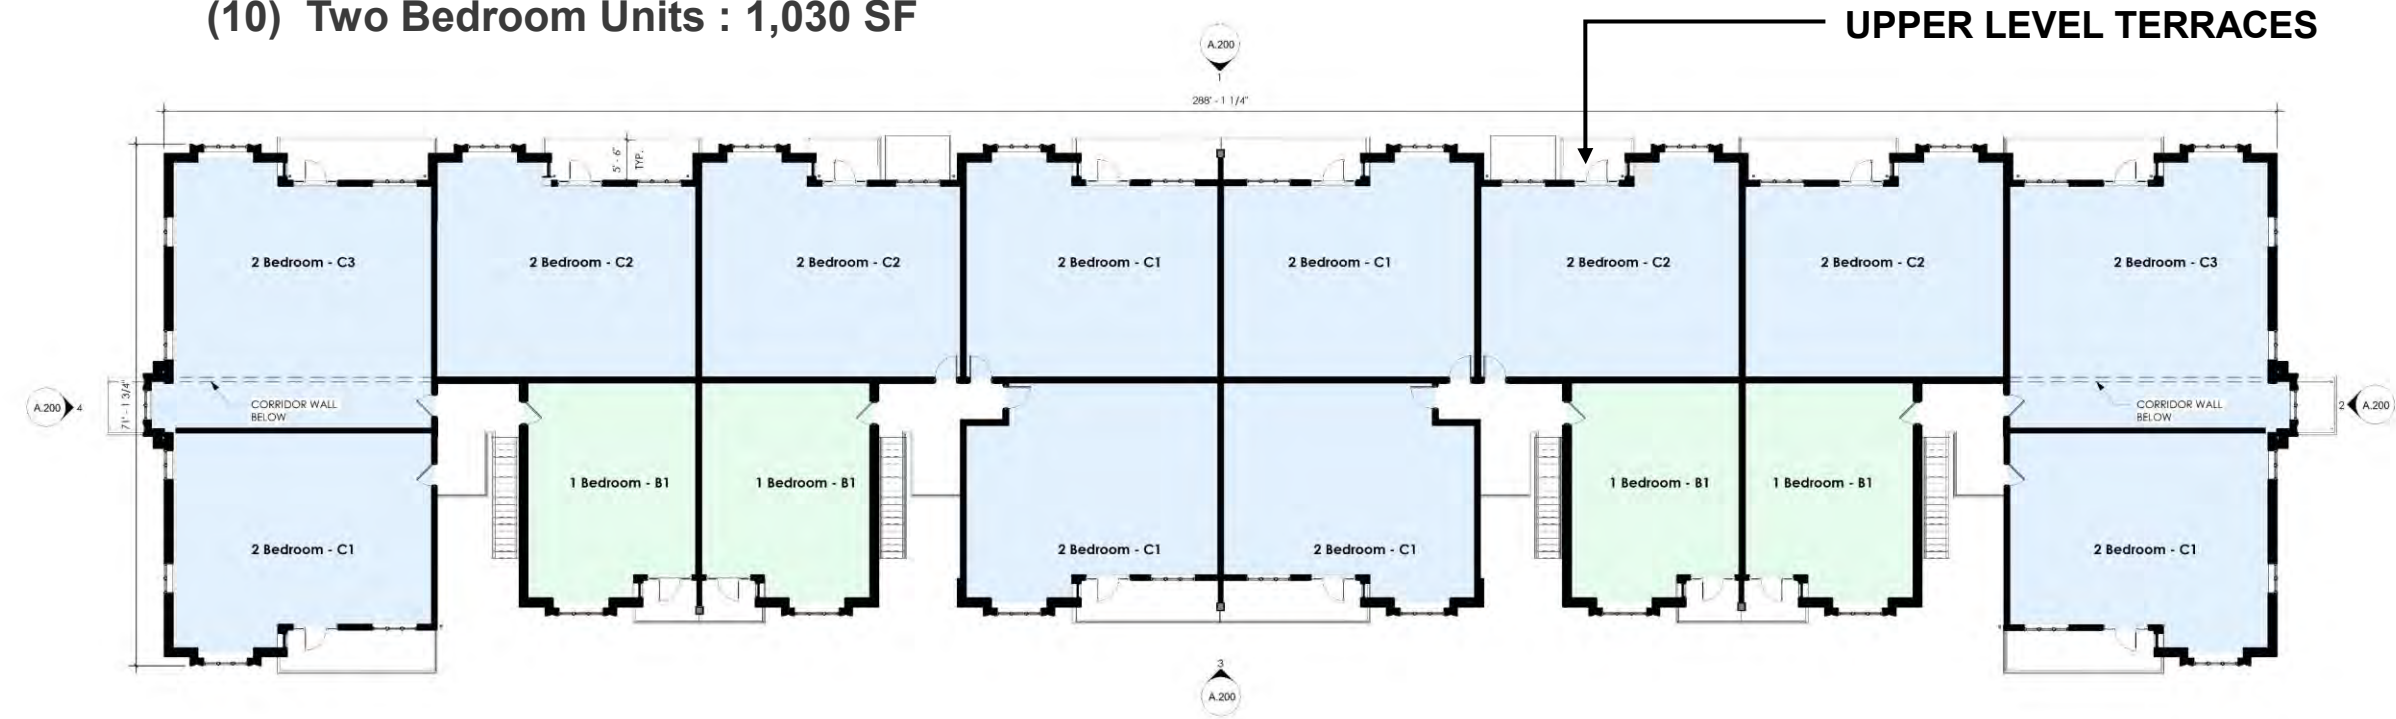 (10) Two Bedroom Units : 1,030 SF
UPPER LEVEL TERRACES
A.200
1
288' - 1 1/4"
5' - 6"
TYP.
2 Bedroom - C3
2 Bedroom - C2
2 Bedroom - C2
2 Bedroom - C1
2 Bedroom - C1
2 Bedroom - C2
2 Bedroom - C2
2 Bedroom - C3
A.200
4
71' - 1 3/4"
CORRIDOR WALL
BELOW
CORRIDOR WALL
BELOW
2
A.200
1 Bedroom - B1
1 Bedroom - B1
1 Bedroom - B1
1 Bedroom - B1
2 Bedroom - C1
2 Bedroom - C1
2 Bedroom - C1
2 Bedroom - C1
3
A.200